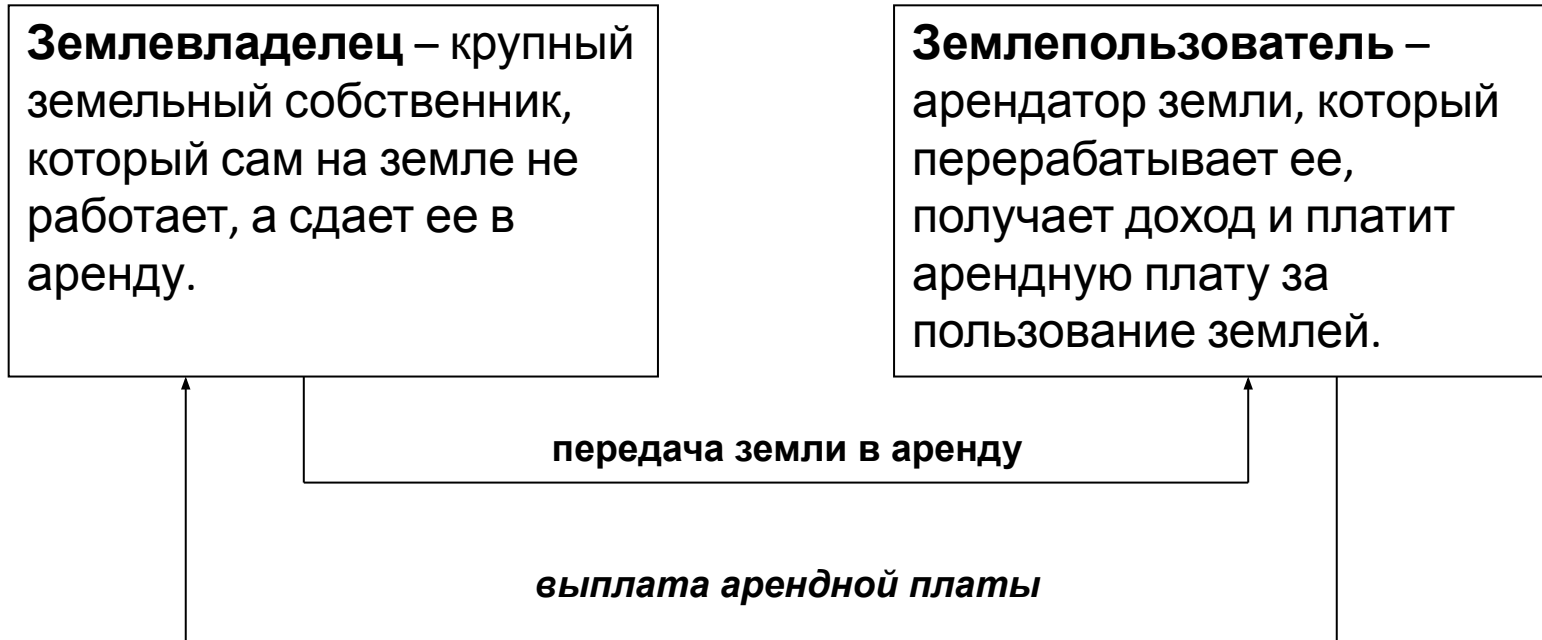 Землевладелец – крупный
земельный собственник,
который сам на земле не
работает, а сдает ее в
аренду.
Землепользователь –
арендатор земли, который
перерабатывает ее,
получает доход и платит
арендную плату за
пользование землей.
передача земли в аренду
выплата арендной платы